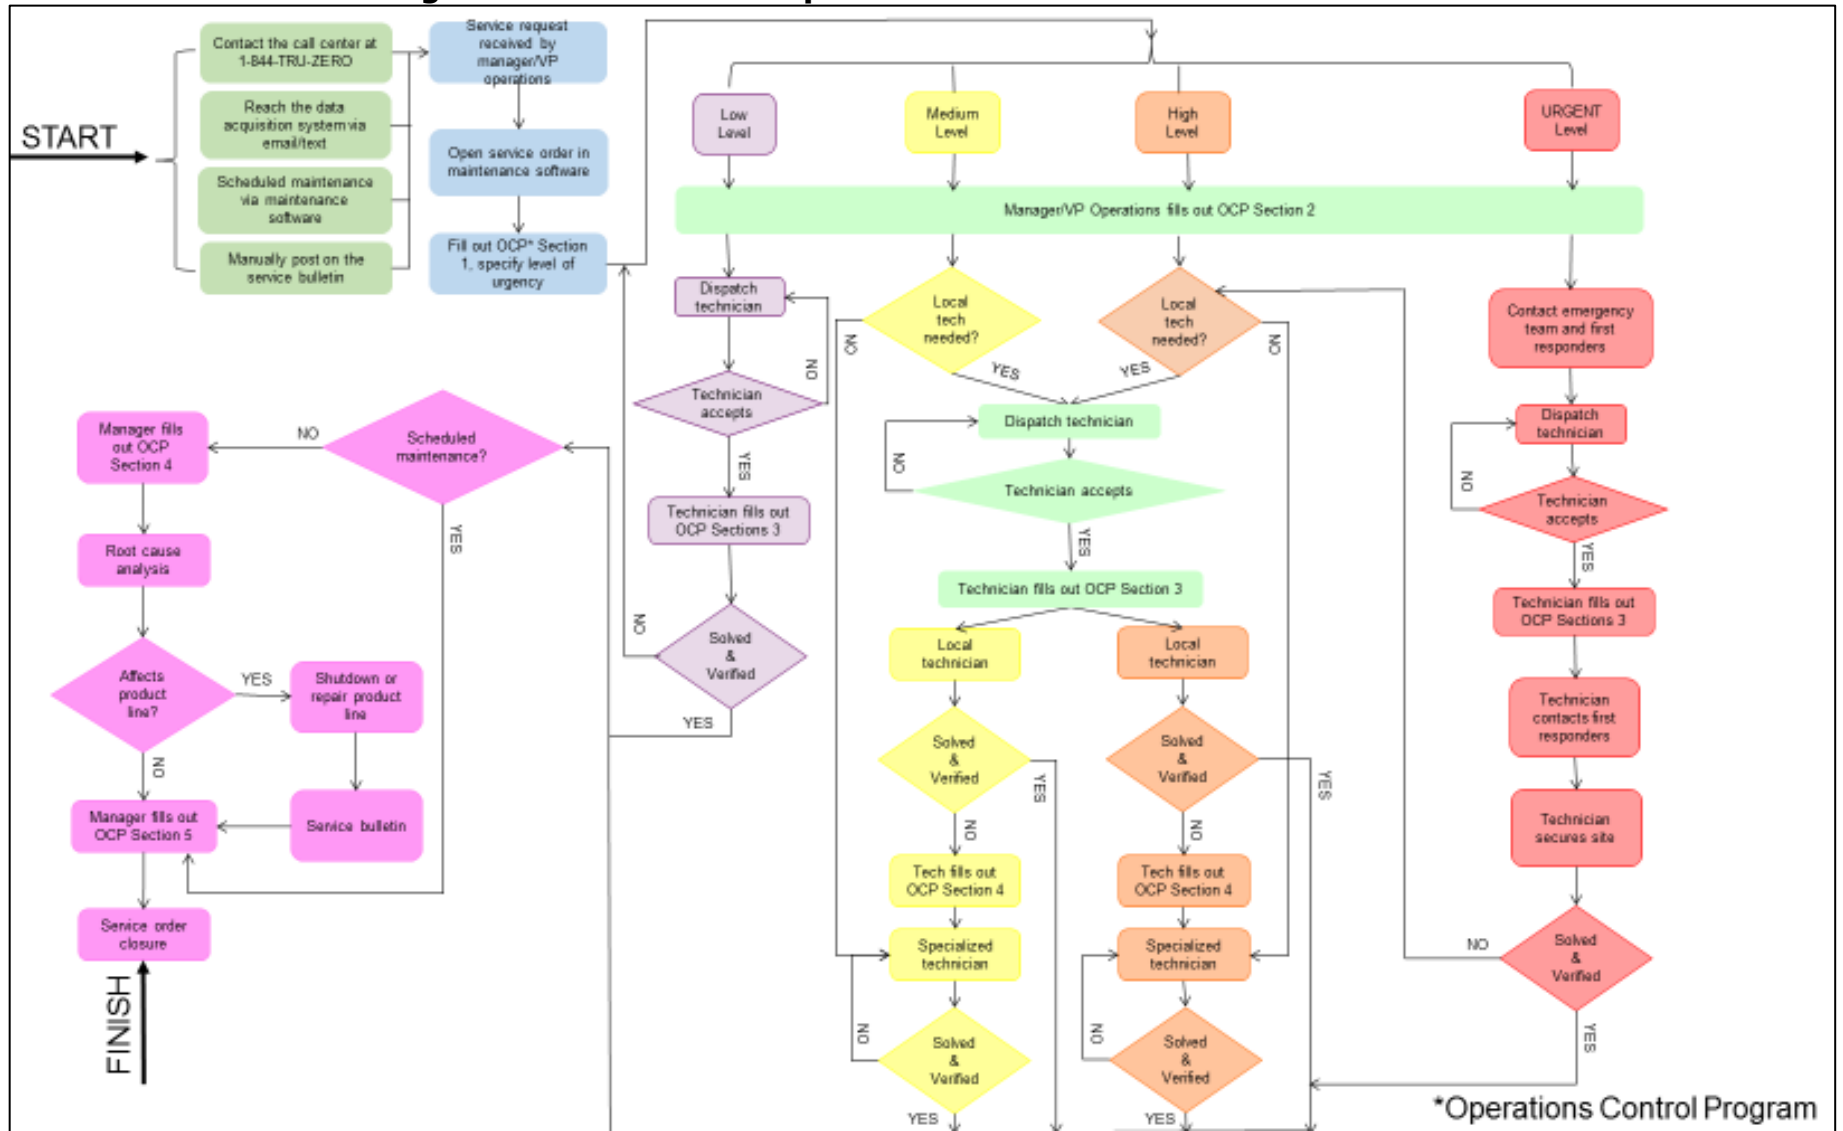 START
Contact the call center at
1-844-TRU-ZERO
Reach the data
acquisition system via
email/text
Scheduled maintenance
via maintenance
software
Manually post on the
service bulletin
Service request
received by
manager/VP
operations
Open service order in
maintenance software
Fill out OCP* Section
1, specify level of
urgency
Low
Level
Medium
Level
High
Level
URGENT
Level
Manager/VP Operations fills out OCP Section 2
Dispatch
technician
NO
Technician
accepts
YES
Technician fills out
OCP Sections 3
NO
Solved
&
Verified
YES
Local
tech
needed?
NO
YES
Local
tech
needed?
NO
YES
Dispatch technician
NO
Technician accepts
YES
Technician fills out OCP Section 3
Local
technician
Solved
&
Verified
YES
NO
Tech fills out
OCP Section 4
Specialized
technician
NO
Solved
&
Verified
YES
Local
technician
Solved
&
Verified
YES
NO
Tech fills out
OCP Section 4
Specialized
technician
NO
Solved
&
Verified
YES
Contact emergency
team and first
responders
Dispatch
technician
NO
Technician
accepts
YES
Technician fills out
OCP Sections 3
Technician
contacts first
responders
Technician
secures site
NO
Solved
&
Verified
YES
Scheduled
maintenance?
NO
YES
Manager fills
out OCP
Section 4
Root cause
analysis
Affects
product
line?
YES
Shutdown or
repair product
line
NO
Service bulletin
Manager fills out
OCP Section 5
Service order
closure
FINISH
*Operations Control Program